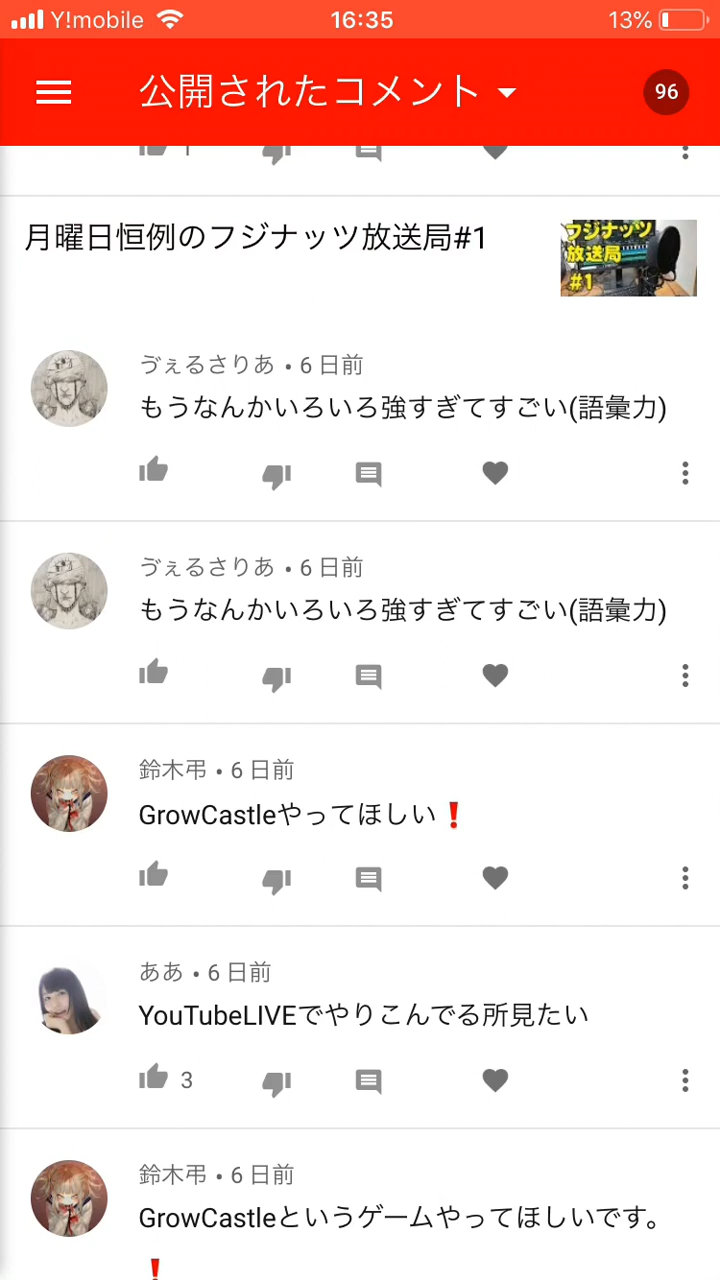 Y!mobile 16:35 13%
公開されたコメント 96
1
月曜日恒例のフジナッツ放送局#1
フジナッツ
放送局
#1
ゔぇるさりあ • 6 日前
もうなんかいろいろ強すぎてすごい(語彙力)
ゔぇるさりあ • 6 日前
もうなんかいろいろ強すぎてすごい(語彙力)
鈴木弔 • 6 日前
GrowCastleやってほしい❗
ああ • 6 日前
YouTubeLIVEでやりこんでる所見たい
3
鈴木弔 • 6 日前
GrowCastleというゲームやってほしいです。
❗